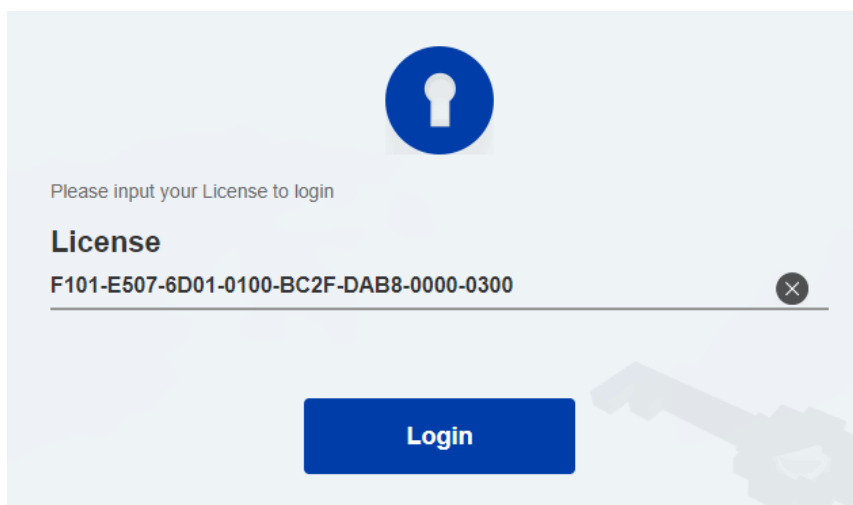 Please input your License to login
License
F101-E507-6D01-0100-BC2F-DAB8-0000-0300
Login